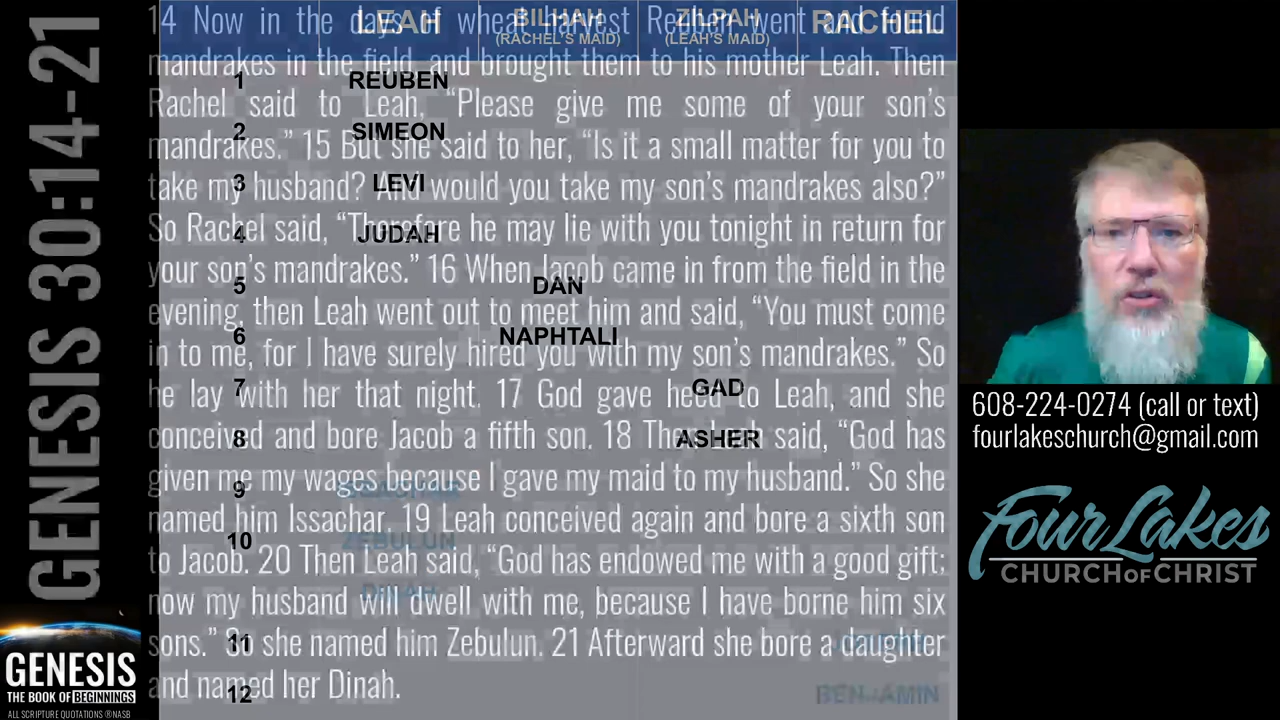 GENESIS 30:14-21
14 Now in the days of wheat harvest Reuben went and found
mandrakes in the field, and brought them to his mother Leah. Then
Rachel said to Leah, “Please give me some of your son’s
mandrakes.” 15 But she said to her, “Is it a small matter for you to
take my husband? And would you take my son’s mandrakes also?”
So Rachel said, “Therefore he may lie with you tonight in return for
your son’s mandrakes.” 16 When Jacob came in from the field in the
evening, then Leah went out to meet him and said, “You must come
in to me, for I have surely hired you with my son’s mandrakes.” So
he lay with her that night. 17 God gave heed to Leah, and she
conceived and bore Jacob a fifth son. 18 Then Leah said, “God has
given me my wages because I gave my maid to my husband.” So she
named him Issachar. 19 Leah conceived again and bore a sixth son
to Jacob. 20 Then Leah said, “God has endowed me with a good gift;
now my husband will dwell with me, because I have borne him six
sons.” So she named him Zebulun. 21 Afterward she bore a daughter
and named her Dinah.
LEAH BILHAH ZILPAH RACHEL
(RACHEL'S MAID) (LEAH'S MAID)
1 REUBEN
2 SIMEON
3 LEVI
4 JUDAH
5 DAN
6 NAPHTALI
7 GAD
8 ASHER
9 ISSACHAR
10 ZEBULUN
DINAH
11 JOSEPH
12 BENJAMIN
608-224-0274 (call or text)
fourlakeschurch@gmail.com
Four Lakes
CHURCH OF CHRIST
GENESIS
THE BOOK OF BEGINNINGS
ALL SCRIPTURE QUOTATIONS ®NASB